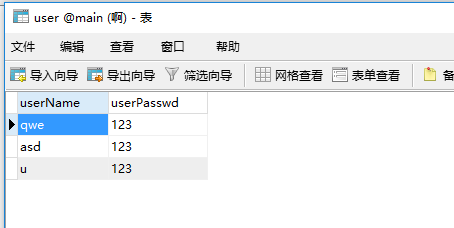 user @main (啊) - 表
文件 编辑 查看 窗口 帮助
导入向导 导出向导 筛选向导 网格查看 表单查看 备
userName userPasswd
qwe 123
asd 123
u 123